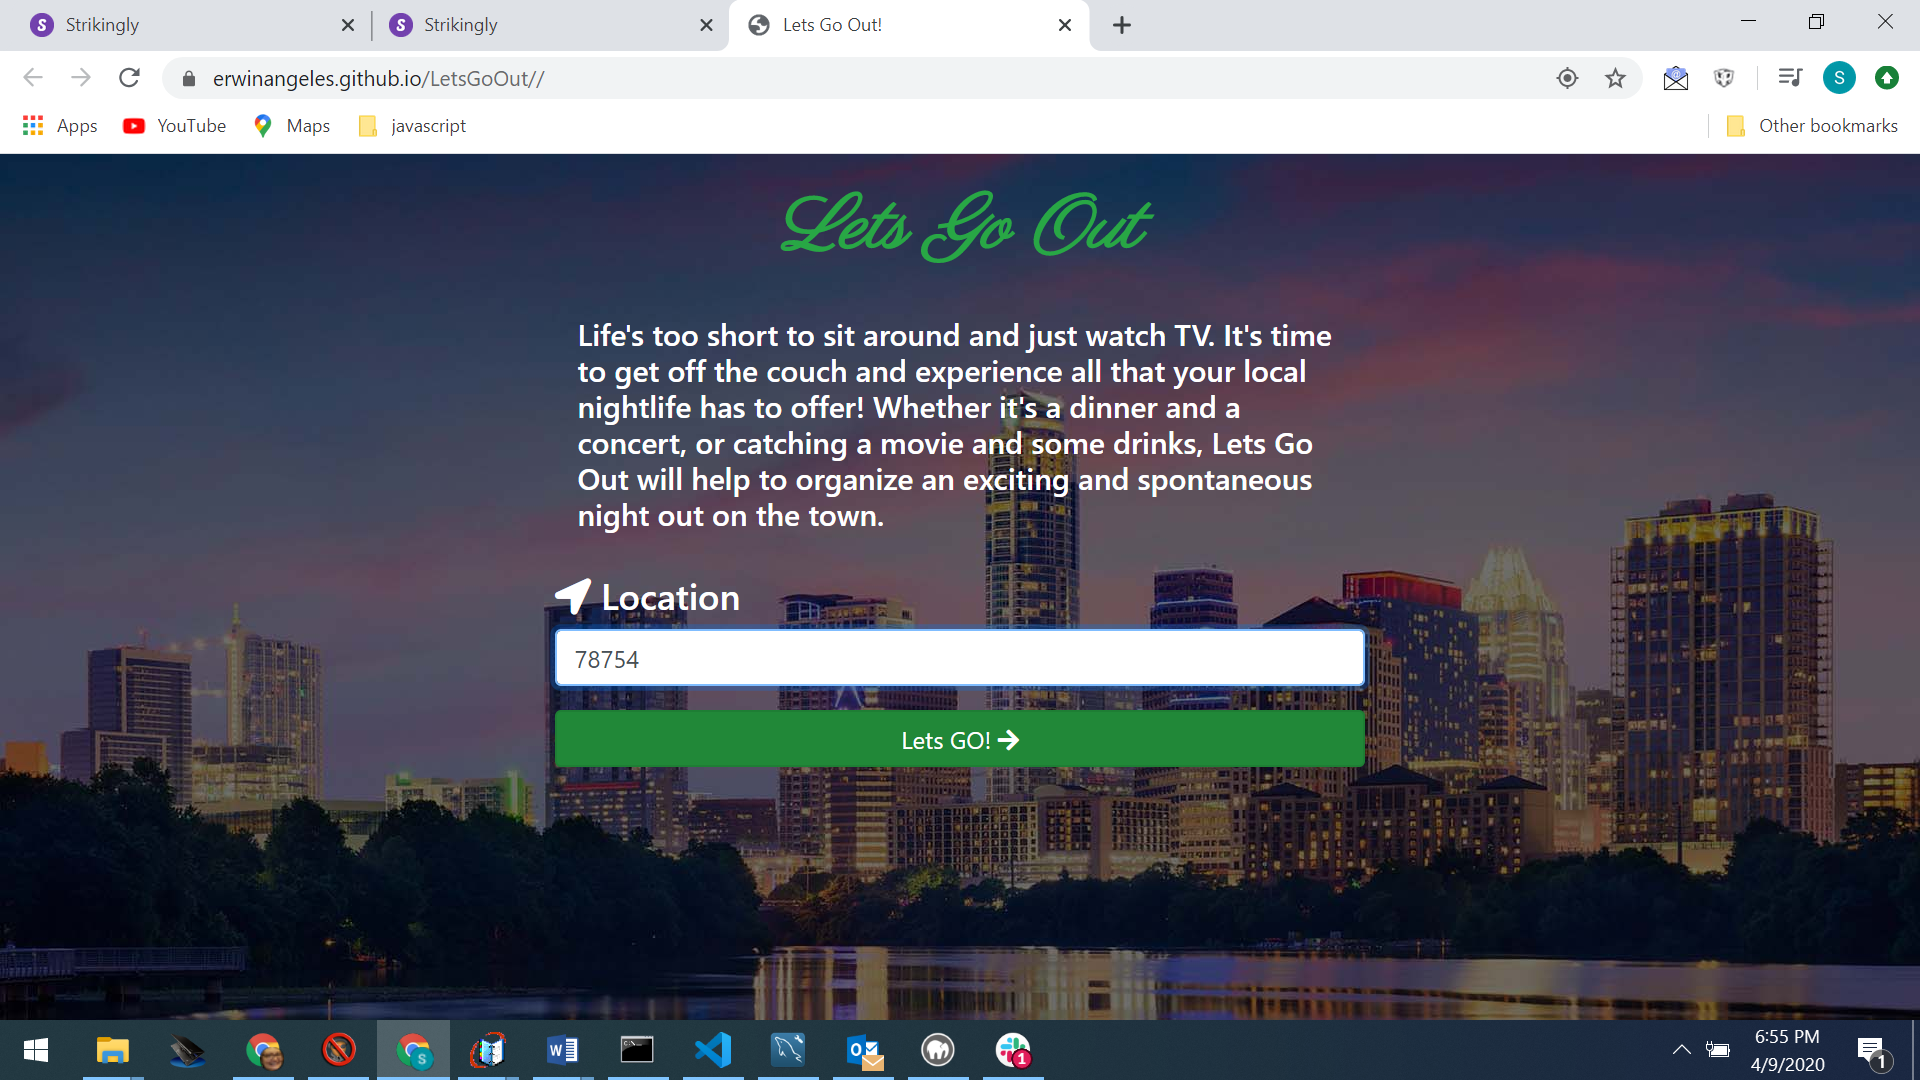 Strikingly
Strikingly
Lets Go Out!
erwinangeles.github.io/LetsGoOut//
S
Apps
YouTube
Maps
javascript
Other bookmarks
Lets Go Out
Life's too short to sit around and just watch TV. It's time
to get off the couch and experience all that your local
nightlife has to offer! Whether it's a dinner and a
concert, or catching a movie and some drinks, Lets Go
Out will help to organize an exciting and spontaneous
night out on the town.
Location
78754
Lets GO!
6:55 PM
4/9/2020
1
1